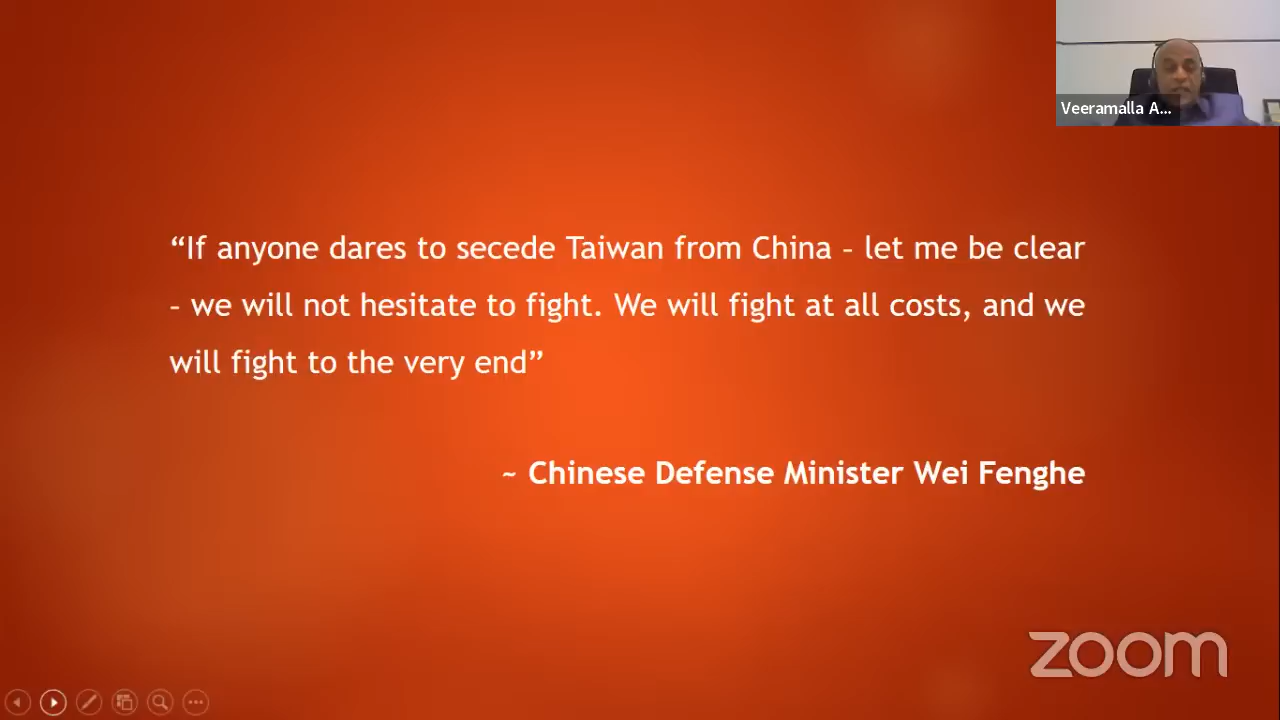 Veeramalla A...
“If anyone dares to secede Taiwan from China – let me be clear
– we will not hesitate to fight. We will fight at all costs, and we
will fight to the very end”
~ Chinese Defense Minister Wei Fenghe
zoom